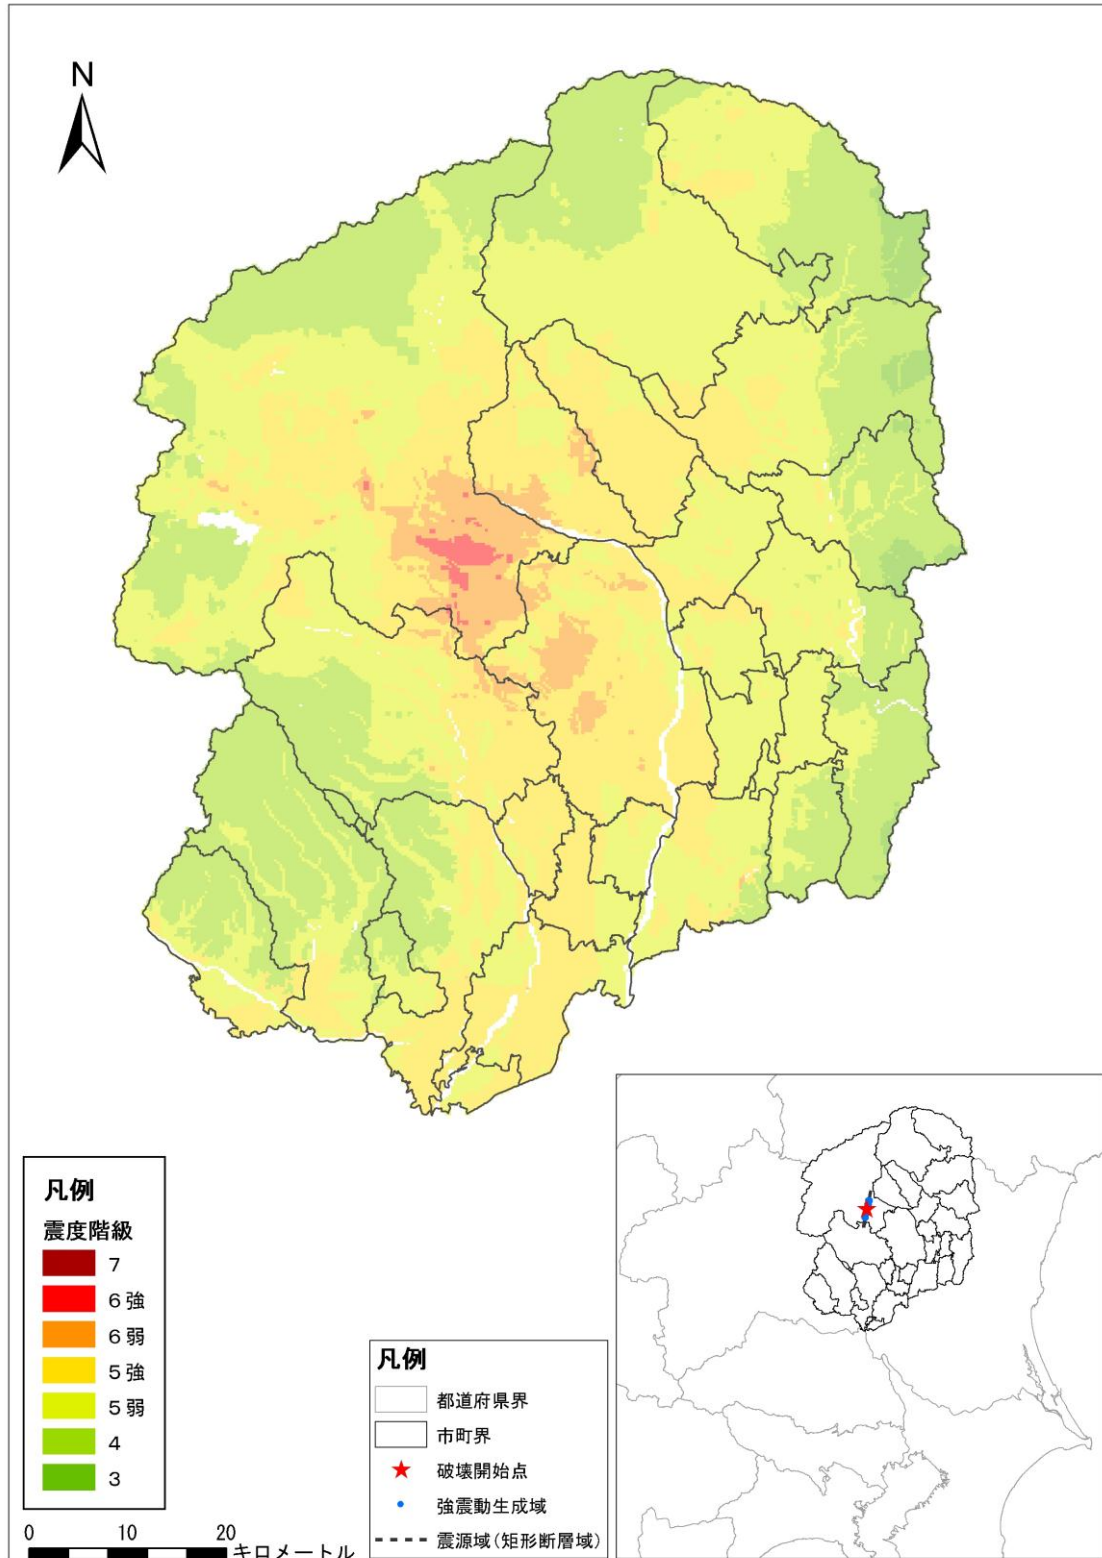 N
凡例
震度階級
7
6強
6弱
5強
5弱
4
3
0 10 20
キロメートル
凡例
都道府県界
市町界
破壊開始点
強震動生成域
震源域(矩形断層域)